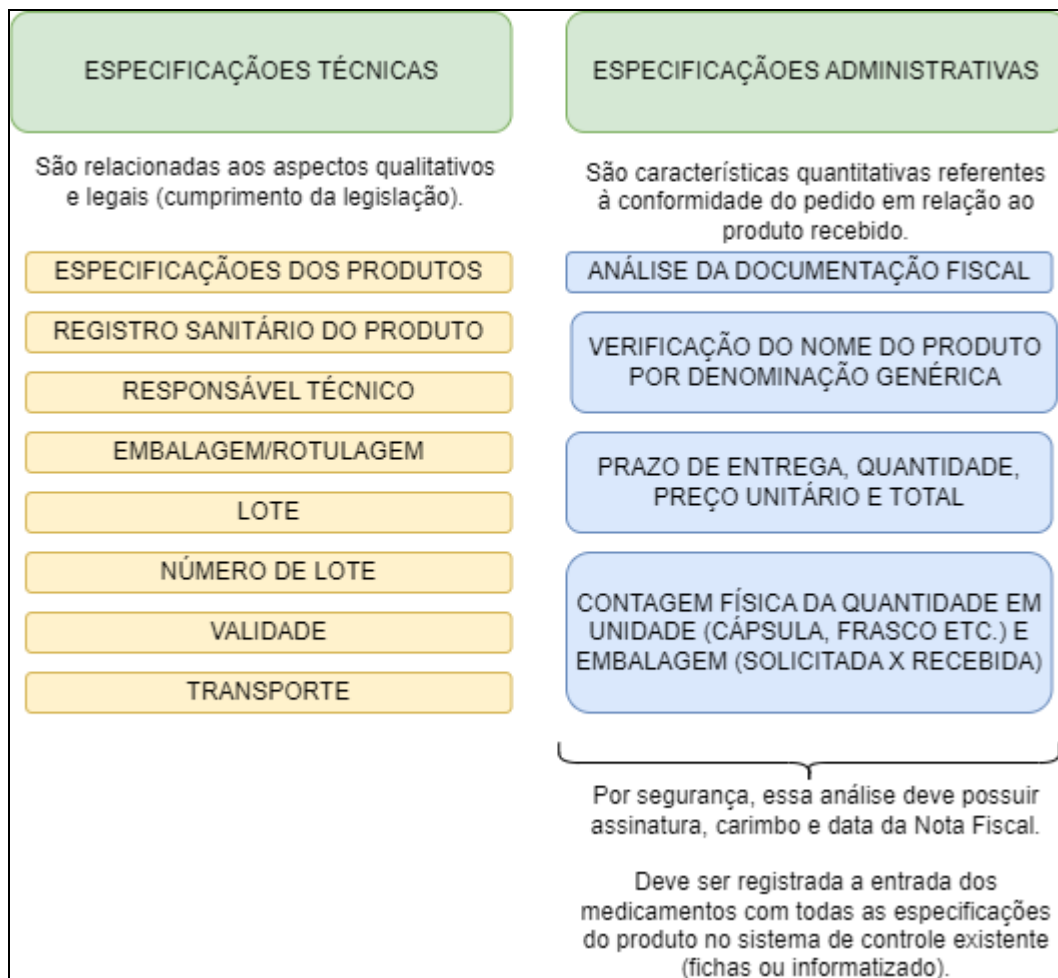 ESPECIFICAÇÃOES TÉCNICAS
São relacionadas aos aspectos qualitativos
e legais (cumprimento da legislação).
ESPECIFICAÇÃOES DOS PRODUTOS
REGISTRO SANITÁRIO DO PRODUTO
RESPONSÁVEL TÉCNICO
EMBALAGEM/ROTULAGEM
LOTE
NÚMERO DE LOTE
VALIDADE
TRANSPORTE
ESPECIFICAÇÃOES ADMINISTRATIVAS
São características quantitativas referentes
à conformidade do pedido em relação ao
produto recebido.
ANÁLISE DA DOCUMENTAÇÃO FISCAL
VERIFICAÇÃO DO NOME DO PRODUTO
POR DENOMINAÇÃO GENÉRICA
PRAZO DE ENTREGA, QUANTIDADE,
PREÇO UNITÁRIO E TOTAL
CONTAGEM FÍSICA DA QUANTIDADE EM
UNIDADE (CÁPSULA, FRASCO ETC.) E
EMBALAGEM (SOLICITADA X RECEBIDA)
Por segurança, essa análise deve possuir
assinatura, carimbo e data da Nota Fiscal.
Deve ser registrada a entrada dos
medicamentos com todas as especificações
do produto no sistema de controle existente
(fichas ou informatizado).